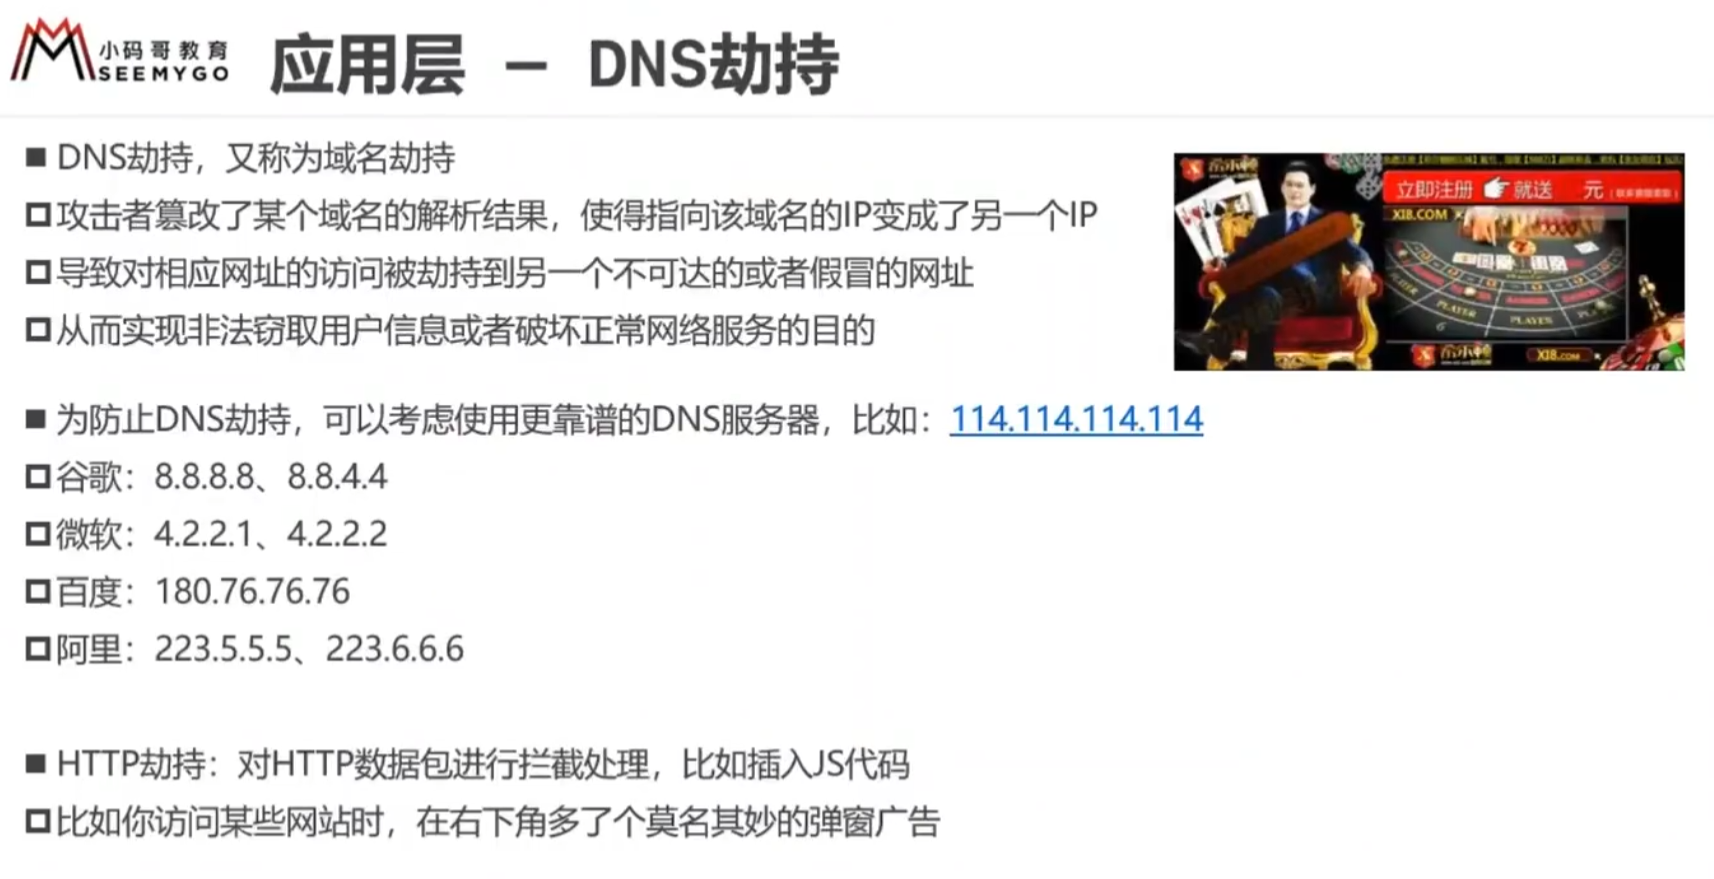 小码哥教育
SEEMYGO
应用层 – DNS劫持
■ DNS劫持，又称为域名劫持
攻击者篡改了某个域名的解析结果，使得指向该域名的IP变成了另一个IP
导致对相应网址的访问被劫持到另一个不可达的或者假冒的网址
从而实现非法窃取用户信息或者破坏正常网络服务的目的
立即注册 就送 元
XI8.COM
PLAYER
PLAYER
XI8.COM
■ 为防止DNS劫持，可以考虑使用更靠谱的DNS服务器，比如：114.114.114.114
谷歌：8.8.8.8、8.8.4.4
微软：4.2.2.1、4.2.2.2
百度：180.76.76.76
阿里：223.5.5.5、223.6.6.6
■ HTTP劫持：对HTTP数据包进行拦截处理，比如插入JS代码
比如你访问某些网站时，在右下角多了个莫名其妙的弹窗广告